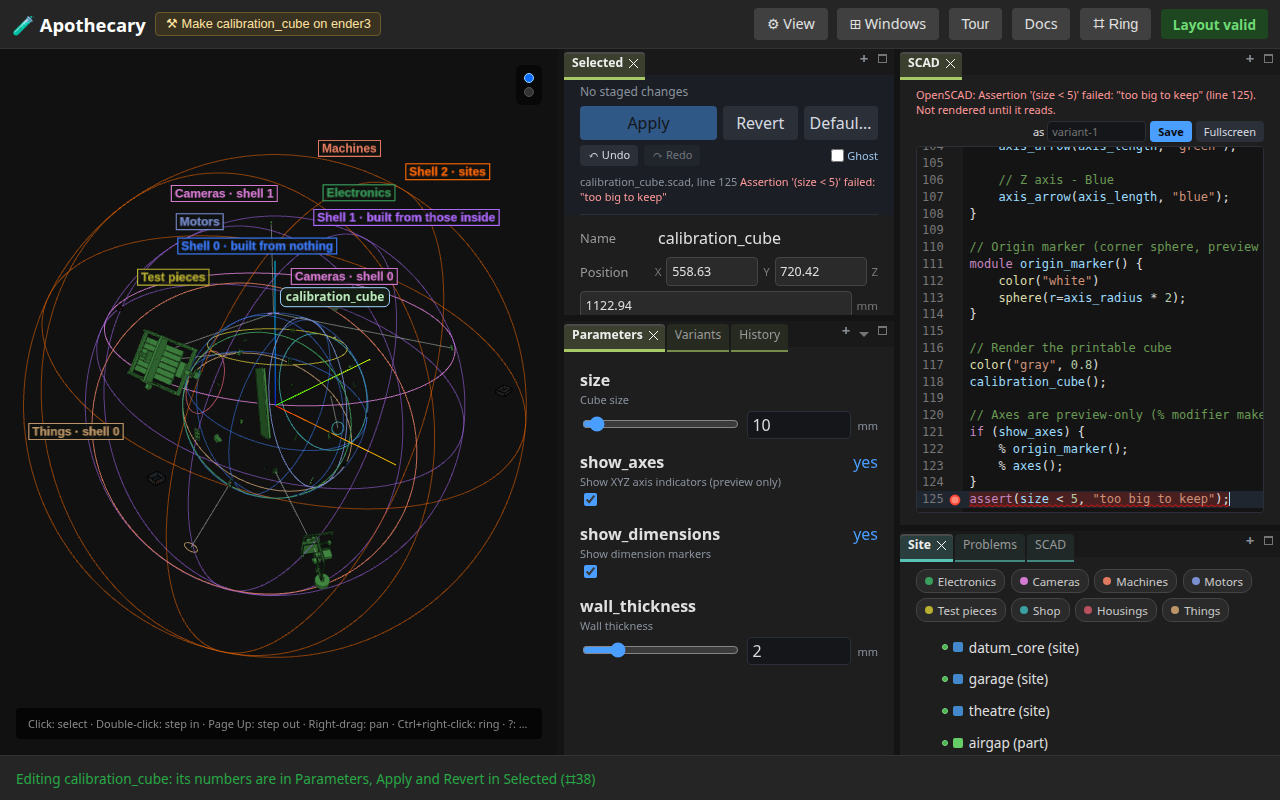 Apothecary
⚒ Make calibration_cube on ender3
⚙ View
⊞ Windows
Tour
Docs
⌗ Ring
Layout valid
Machines
Shell 2 · sites
Cameras · shell 1
Electronics
Motors
Shell 1 · built from those inside
Shell 0 · built from nothing
Test pieces
Cameras · shell 0
calibration_cube
Things · shell 0
Click: select · Double-click: step in · Page Up: step out · Right-drag: pan · Ctrl+right-click: ring · ?: ...
Selected
No staged changes
Apply
Revert
Defaul...
↶ Undo
↷ Redo
Ghost
calibration_cube.scad, line 125 Assertion '(size < 5)' failed:
"too big to keep"
Name
calibration_cube
Position
X 558.63
Y 720.42
Z
1122.94 mm
Parameters
Variants
History
size
Cube size
10 mm
show_axes yes
Show XYZ axis indicators (preview only)
show_dimensions yes
Show dimension markers
wall_thickness
Wall thickness
2 mm
SCAD
OpenSCAD: Assertion '(size < 5)' failed: "too big to keep" (line 125).
Not rendered until it reads.
as variant-1
Save
Fullscreen
104 axis_arrow(axis_length, "green");
105
106 // Z axis - Blue
107 axis_arrow(axis_length, "blue");
108 }
109
110 // Origin marker (corner sphere, preview
111 module origin_marker() {
112 color("white")
113 sphere(r=axis_radius * 2);
114 }
115
116 // Render the printable cube
117 color("gray", 0.8)
118 calibration_cube();
119
120 // Axes are preview-only (% modifier make
121 if (show_axes) {
122 % origin_marker();
123 % axes();
124 }
125 assert(size < 5, "too big to keep");
Site
Problems
SCAD
Electronics
Cameras
Machines
Motors
Test pieces
Shop
Housings
Things
datum_core (site)
garage (site)
theatre (site)
airgap (part)
Editing calibration_cube: its numbers are in Parameters, Apply and Revert in Selected (⌗38)